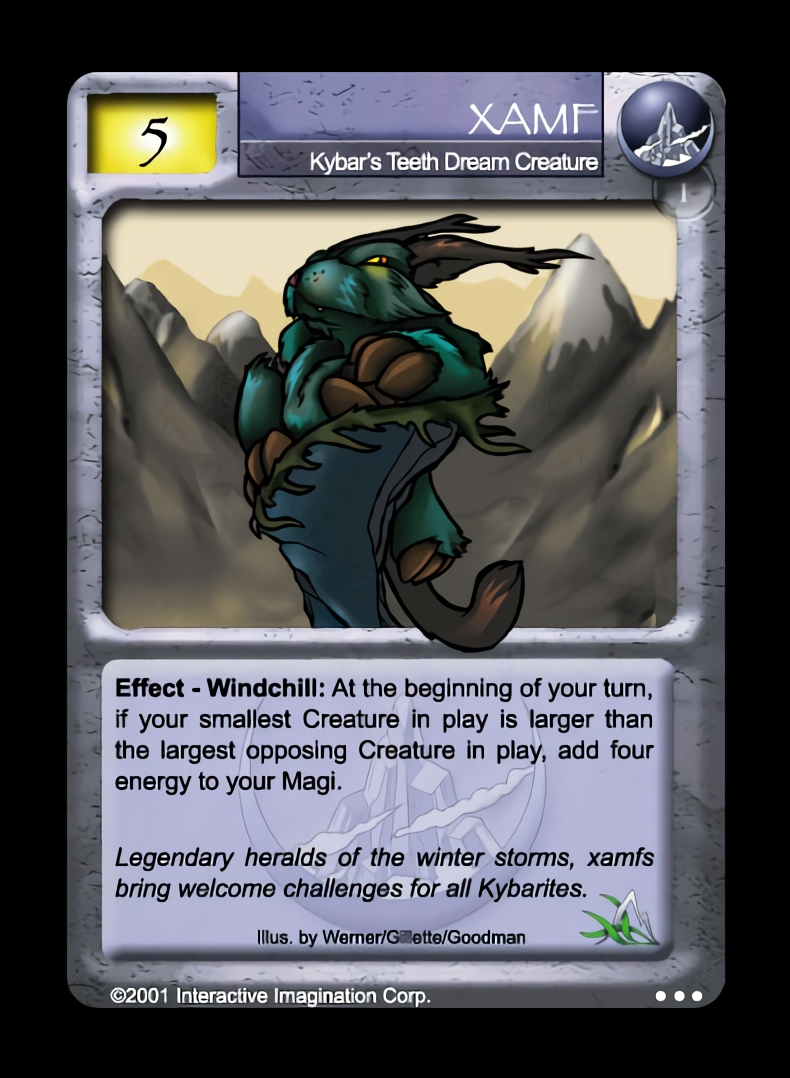 5
XAMF
Kybar's Teeth Dream Creature
I
Effect - Windchill: At the beginning of your turn,
if your smallest Creature in play is larger than
the largest opposing Creature in play, add four
energy to your Magi.
Legendary heralds of the winter storms, xamfs
bring welcome challenges for all Kybarites.
Illus. by Werner/ /Goodman
©2001 Interactive Imagination Corp.